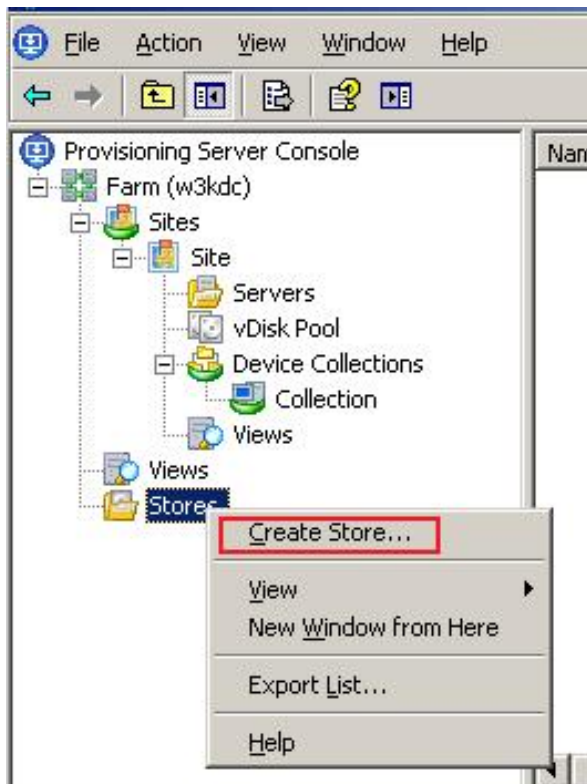 File Action View Window Help
Provisioning Server Console
Farm (w3kdc)
Sites
Site
Servers
vDisk Pool
Device Collections
Collection
Views
Views
Stores
Create Store...
View
New Window from Here
Export List...
Help